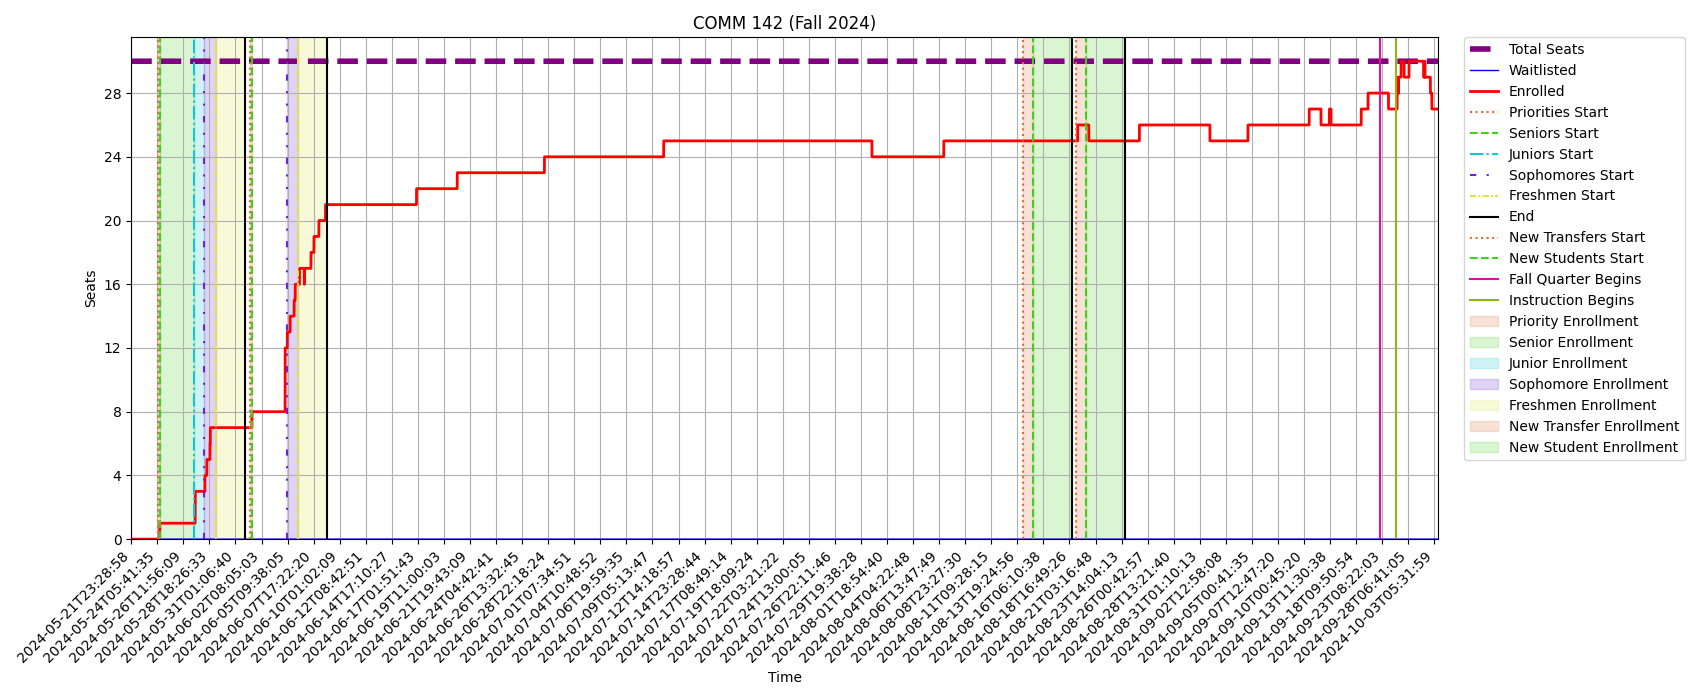 COMM 142 (Fall 2024)
Seats
28
24
20
16
12
8
4
0
2024-05-21T23:28:58
2024-05-24T05:41:35
2024-05-26T11:56:09
2024-05-28T18:26:33
2024-05-31T01:06:40
2024-06-02T08:05:03
2024-06-05T09:38:05
2024-06-07T17:22:20
2024-06-10T01:02:09
2024-06-12T08:42:51
2024-06-14T17:10:27
2024-06-17T01:51:43
2024-06-19T11:00:03
2024-06-21T19:43:09
2024-06-24T04:42:41
2024-06-26T13:32:45
2024-06-28T22:18:24
2024-07-01T07:34:51
2024-07-04T10:48:52
2024-07-06T19:59:35
2024-07-09T05:13:47
2024-07-12T14:18:57
2024-07-14T23:28:44
2024-07-17T08:49:14
2024-07-19T18:09:24
2024-07-22T03:21:22
2024-07-24T13:00:05
2024-07-26T22:11:46
2024-07-29T19:38:28
2024-08-01T18:54:40
2024-08-04T04:22:48
2024-08-06T13:47:49
2024-08-08T23:27:30
2024-08-11T09:28:15
2024-08-13T19:24:56
2024-08-16T06:10:38
2024-08-18T16:49:26
2024-08-21T03:16:48
2024-08-23T14:04:13
2024-08-26T00:42:57
2024-08-28T13:21:40
2024-08-31T01:10:13
2024-09-02T12:58:08
2024-09-05T00:41:35
2024-09-07T12:47:20
2024-09-10T00:45:20
2024-09-13T11:30:38
2024-09-18T09:50:54
2024-09-23T08:22:03
2024-09-28T06:41:05
2024-10-03T05:31:59
Time
Total Seats
Waitlisted
Enrolled
Priorities Start
Seniors Start
Juniors Start
Sophomores Start
Freshmen Start
End
New Transfers Start
New Students Start
Fall Quarter Begins
Instruction Begins
Priority Enrollment
Senior Enrollment
Junior Enrollment
Sophomore Enrollment
Freshmen Enrollment
New Transfer Enrollment
New Student Enrollment